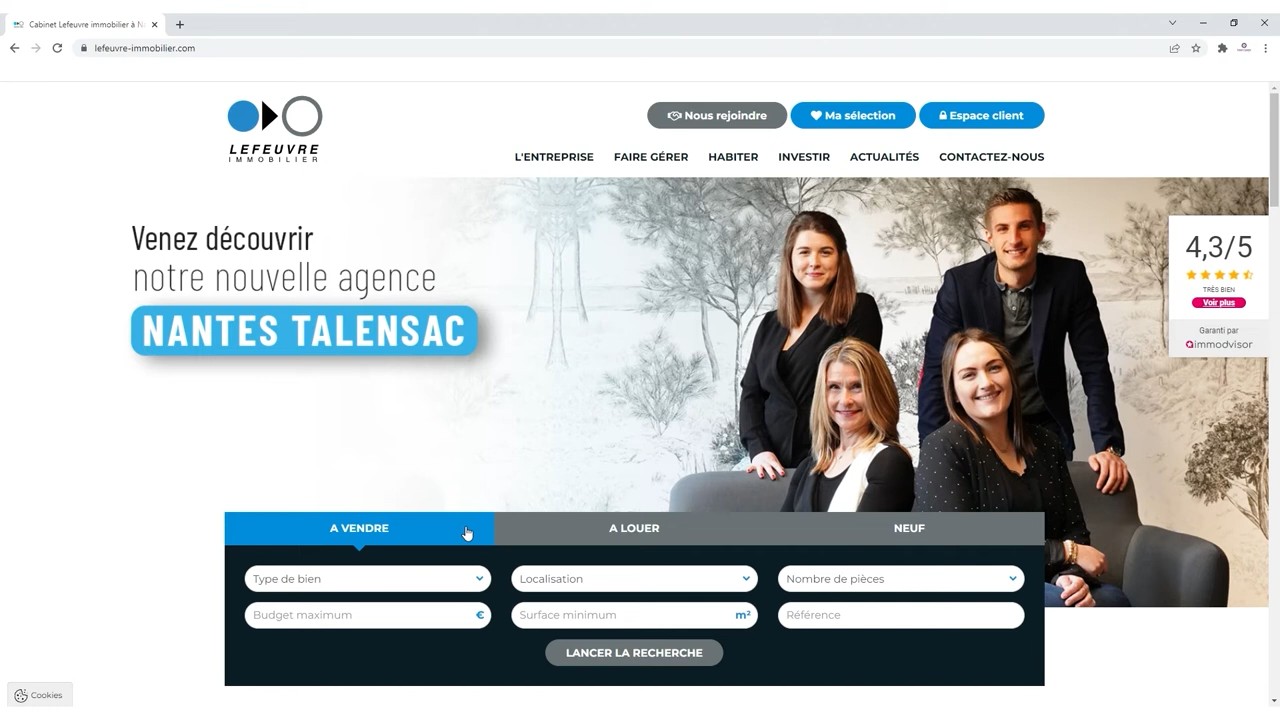 Cabinet Lefeuvre immobilier à N
lefeuvre-immobilier.com
LEFEUVRE
IMMOBILIER
Nous rejoindre
Ma sélection
Espace client
L'ENTREPRISE
FAIRE GÉRER
HABITER
INVESTIR
ACTUALITÉS
CONTACTEZ-NOUS
Venez découvrir
notre nouvelle agence
NANTES TALENSAC
4,3/5
TRÈS BIEN
Voir plus
Garanti par
immodvisor
A VENDRE
A LOUER
NEUF
Type de bien
Localisation
Nombre de pièces
Budget maximum €
Surface minimum m²
Référence
LANCER LA RECHERCHE
Cookies